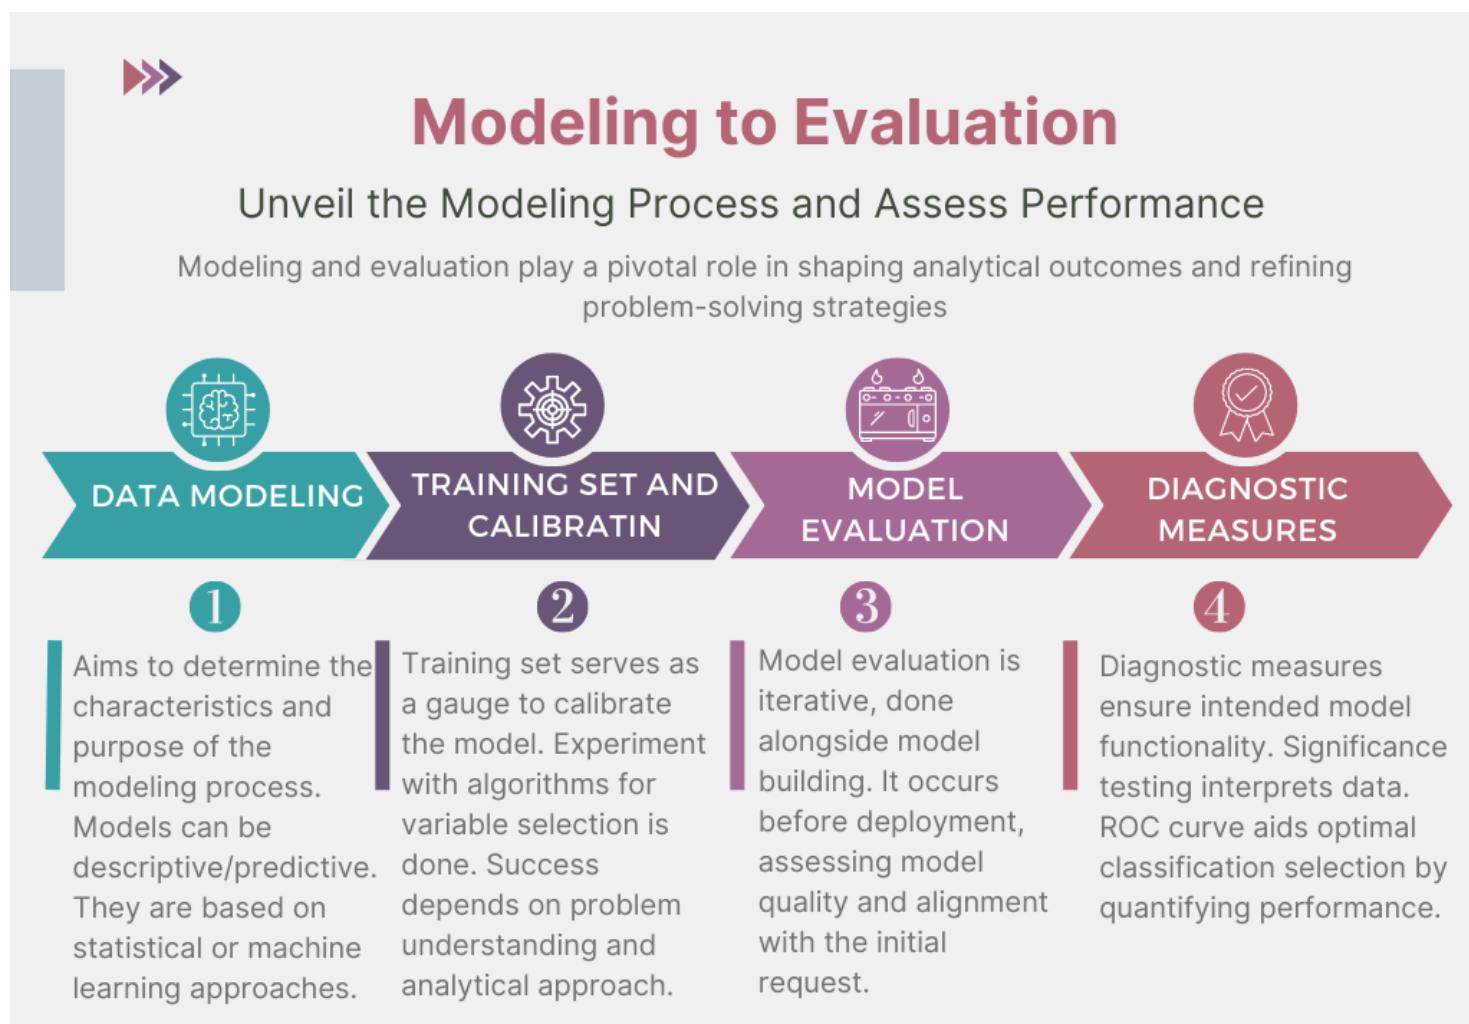 Modeling to Evaluation
Unveil the Modeling Process and Assess Performance
Modeling and evaluation play a pivotal role in shaping analytical outcomes and refining
problem-solving strategies
DATA MODELING
TRAINING SET AND
CALIBRATIN
MODEL
EVALUATION
DIAGNOSTIC
MEASURES
1
Aims to determine the
characteristics and
purpose of the
modeling process.
Models can be
descriptive/predictive.
They are based on
statistical or machine
learning approaches.
2
Training set serves as
a gauge to calibrate
the model. Experiment
with algorithms for
variable selection is
done. Success
depends on problem
understanding and
analytical approach.
3
Model evaluation is
iterative, done
alongside model
building. It occurs
before deployment,
assessing model
quality and alignment
with the initial
request.
4
Diagnostic measures
ensure intended model
functionality. Significance
testing interprets data.
ROC curve aids optimal
classification selection by
quantifying performance.